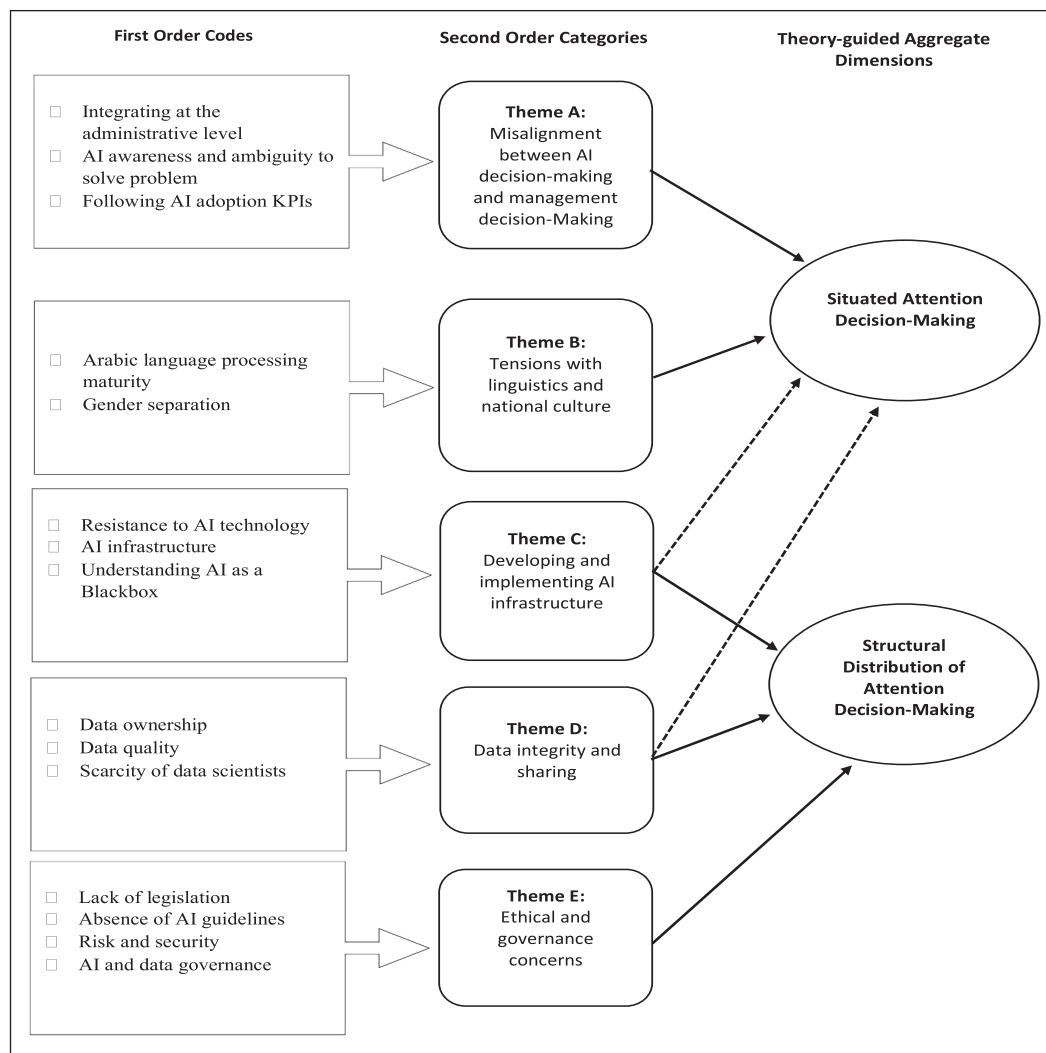 First Order Codes
Second Order Categories
Theory-guided Aggregate
Dimensions
Integrating at the
administrative level
AI awareness and ambiguity to
solve problem
Following AI adoption KPIs
Theme A:
Misalignment
between AI
decision-making
and management
decision-Making
Situated Attention
Decision-Making
Arabic language processing
maturity
Gender separation
Theme B:
Tensions with
linguistics and
national culture
Resistance to AI technology
AI infrastructure
Understanding AI as a
Blackbox
Theme C:
Developing and
implementing AI
infrastructure
Structural
Distribution of
Attention
Decision-Making
Data ownership
Data quality
Scarcity of data scientists
Theme D:
Data integrity and
sharing
Lack of legislation
Absence of AI guidelines
Risk and security
AI and data governance
Theme E:
Ethical and
governance
concerns